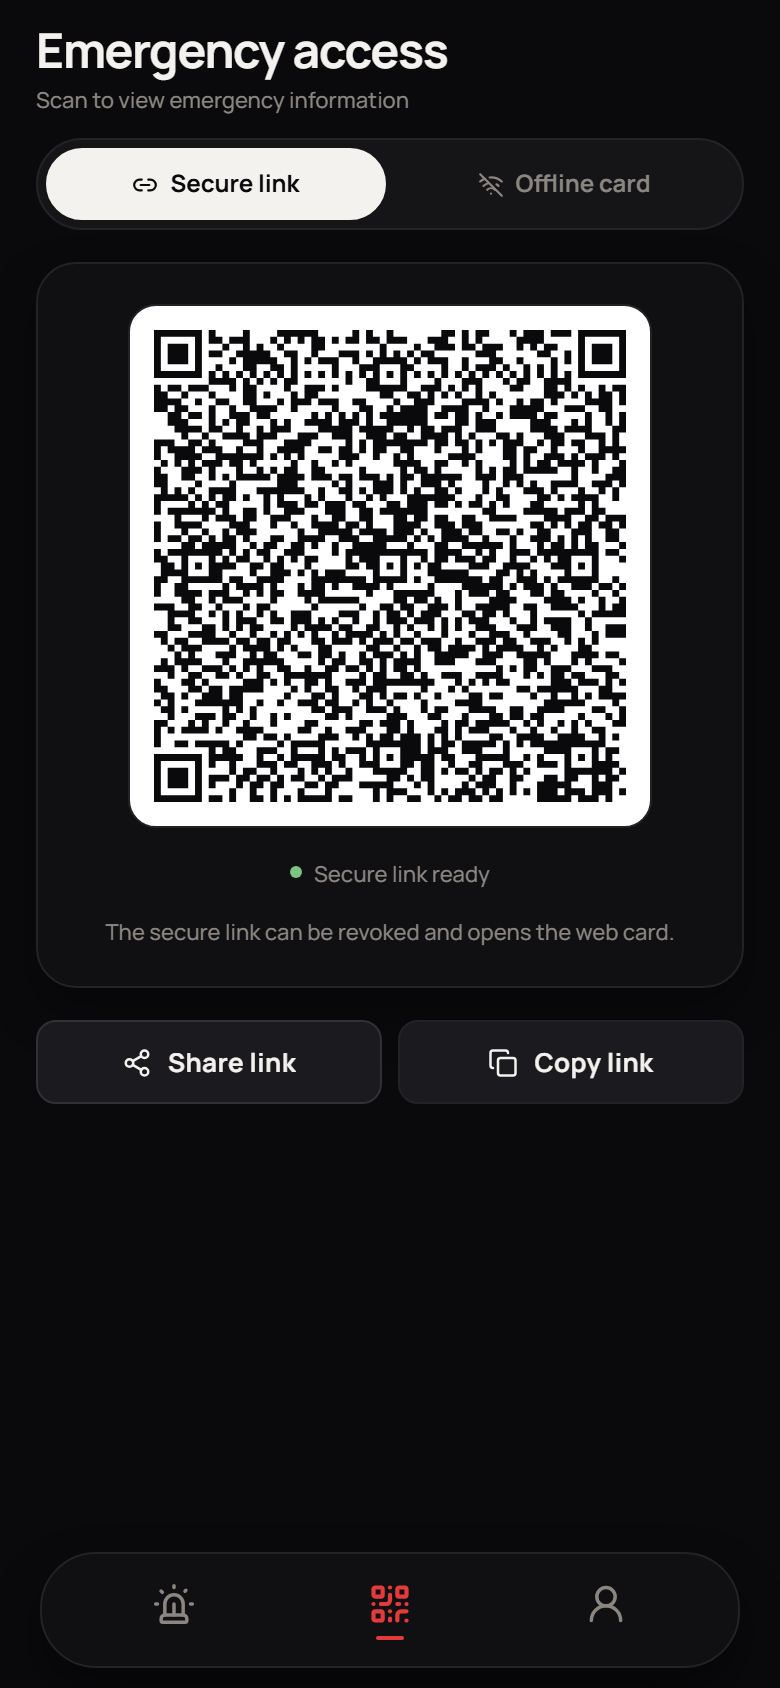 Emergency access
Scan to view emergency information
Secure link
Offline card
Secure link ready
The secure link can be revoked and opens the web card.
Share link
Copy link